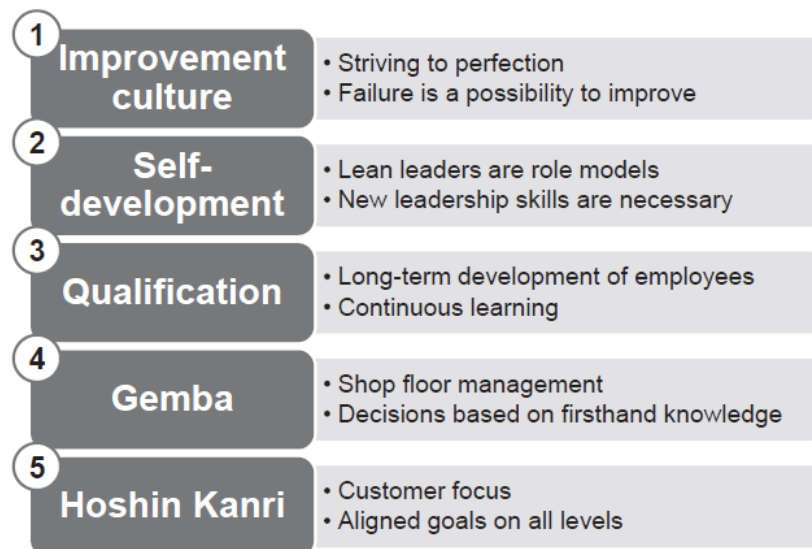 1
Improvement
culture
• Striving to perfection
• Failure is a possibility to improve
2
Self-
development
• Lean leaders are role models
• New leadership skills are necessary
3
Qualification
• Long-term development of employees
• Continuous learning
4
Gemba
• Shop floor management
• Decisions based on firsthand knowledge
5
Hoshin Kanri
• Customer focus
• Aligned goals on all levels